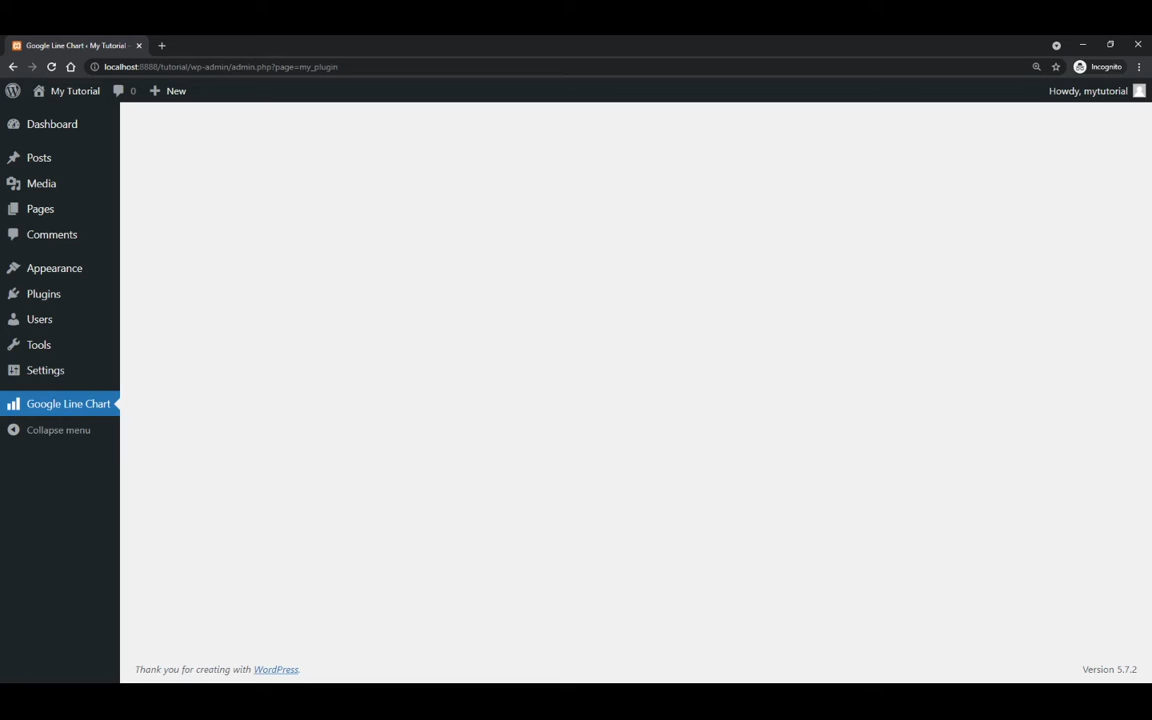 Google Line Chart ‹ My Tutorial -
localhost:8888/tutorial/wp-admin/admin.php?page=my_plugin
Incognito
My Tutorial
0
New
Howdy, mytutorial
Dashboard
Posts
Media
Pages
Comments
Appearance
Plugins
Users
Tools
Settings
Google Line Chart
Collapse menu
Thank you for creating with WordPress.
Version 5.7.2